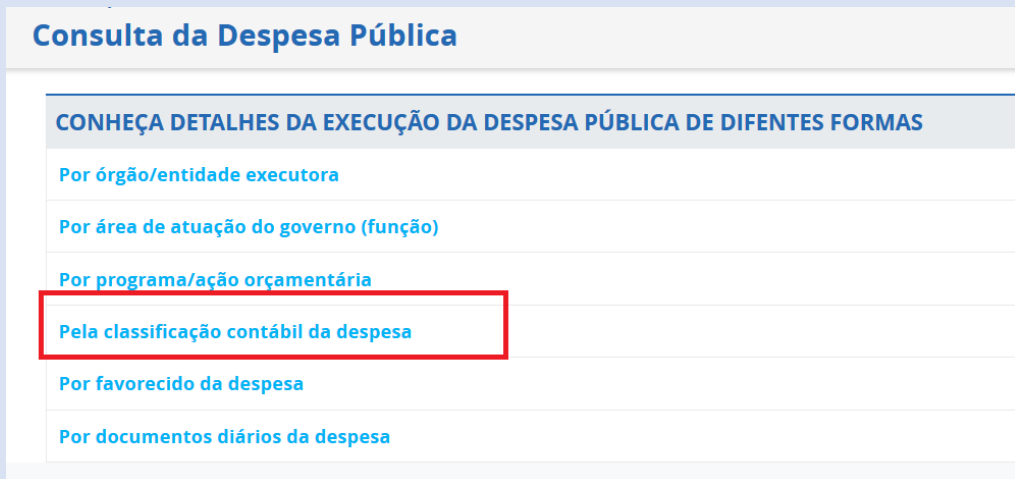 Consulta da Despesa Pública
CONHEÇA DETALHES DA EXECUÇÃO DA DESPESA PÚBLICA DE DIFENTES FORMAS
Por órgão/entidade executora
Por área de atuação do governo (função)
Por programa/ação orçamentária
Pela classificação contábil da despesa
Por favorecido da despesa
Por documentos diários da despesa